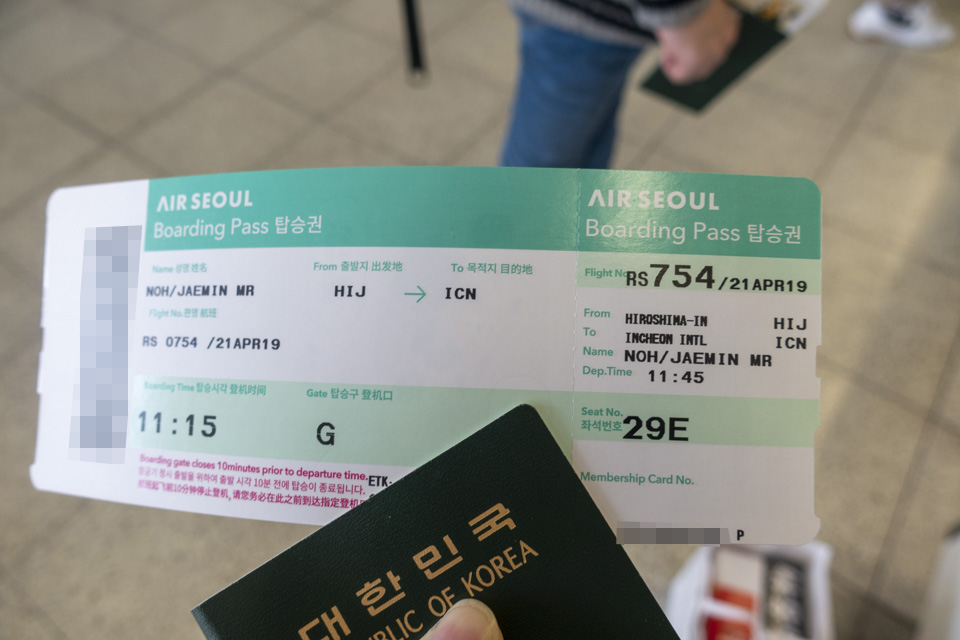 AIR SEOUL
Boarding Pass 탑승권
Name 성명 姓名
From 출발지 出发地
To 목적지 目的地
NOH/JAEMIN MR
HIJ → ICN
Flight No.편명 航班
RS 0754 /21APR19
Boarding Time 탑승시각 登机时间
Gate 탑승구 登机口
11:15
G
Boarding gate closes 10minutes prior to departure time.
항공기 정시 출발을 위하여 출발 시각 10분 전에 탑승이 종료됩니다.
航班起飞前10分钟停止登机,请您务必在此之前到达指定登机
ETK
AIR SEOUL
Boarding Pass 탑승권
Flight No. RS754/21APR19
From HIROSHIMA-IN HIJ
To INCHEON INTL ICN
Name NOH/JAEMIN MR
Dep.Time 11:45
Seat No.
좌석번호 29E
Membership Card No.
P
대한민국
BLIC OF KOREA